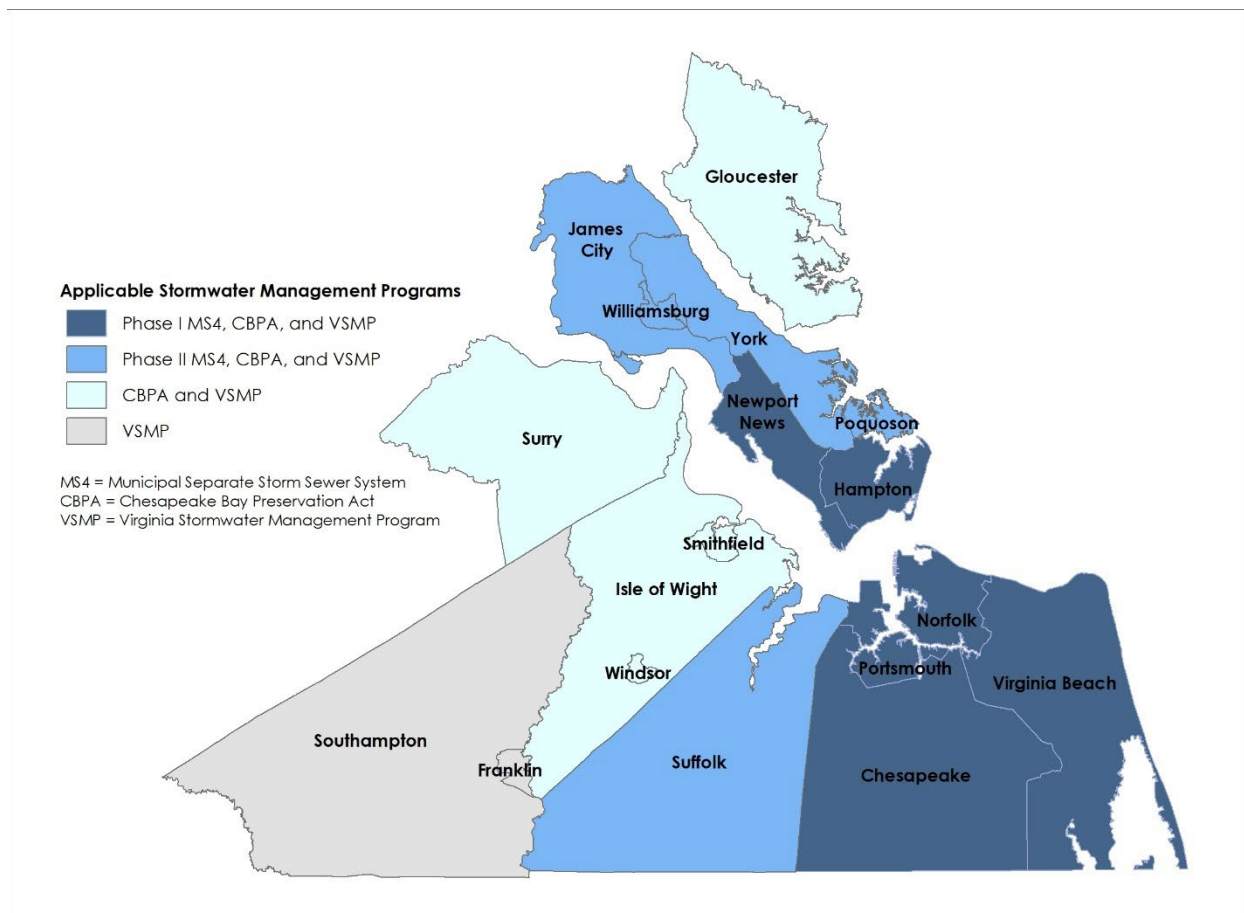 Gloucester
James
City
Williamsburg
York
Applicable Stormwater Management Programs
Phase I MS4, CBPA, and VSMP
Phase II MS4, CBPA, and VSMP
CBPA and VSMP
VSMP
MS4 = Municipal Separate Storm Sewer System
CBPA = Chesapeake Bay Preservation Act
VSMP = Virginia Stormwater Management Program
Newport
News
Poquoson
Surry
Hampton
Smithfield
Isle of Wight
Norfolk
Portsmouth
Windsor
Virginia Beach
Southampton
Franklin
Suffolk
Chesapeake